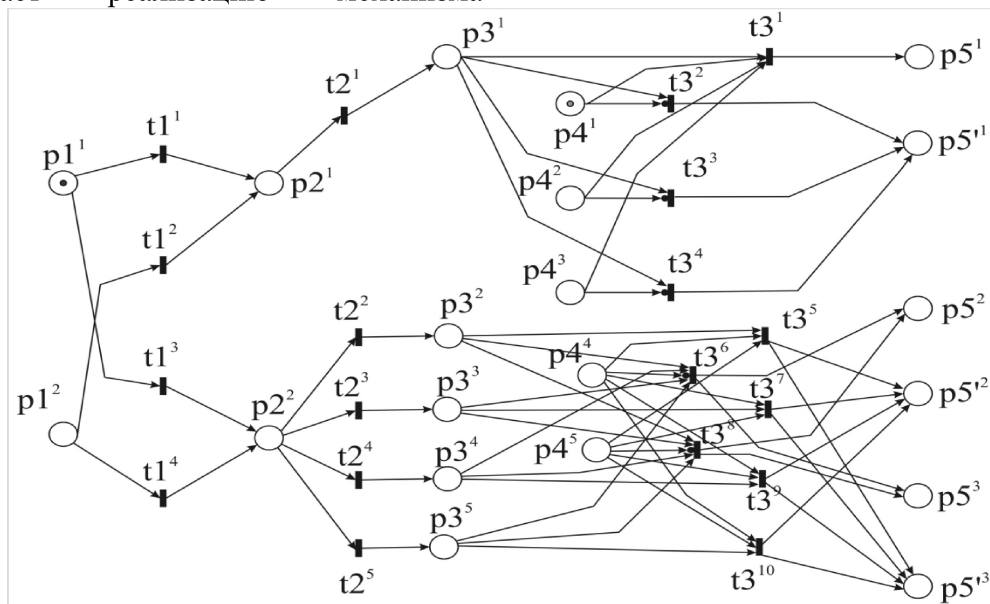 реализацию механизма
p3¹ t3¹ p5¹
t2¹ t3²
p4¹
t1¹ p5'¹
p1¹ p2¹ p4² t3³
t1² p4³ t3⁴
p3² t3⁵ p5²
t2² p4⁴ t3⁶
t1³ p3³ t3⁷ p5'²
p1² p2² t2³ t3⁸
p4⁵
t2⁴ p3⁴
t1⁴ t3⁹ p5³
p3⁵
t2⁵ t3¹⁰ p5'³